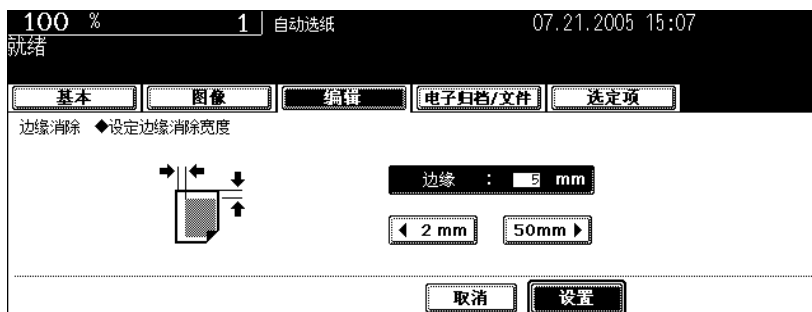 100 % 1 自动选纸 07.21.2005 15:07
就绪
基本 图像 编辑 电子归档/文件 选定项
边缘消除 ◆设定边缘消除宽度
边缘 : 5 mm
2 mm 50mm
取消 设置